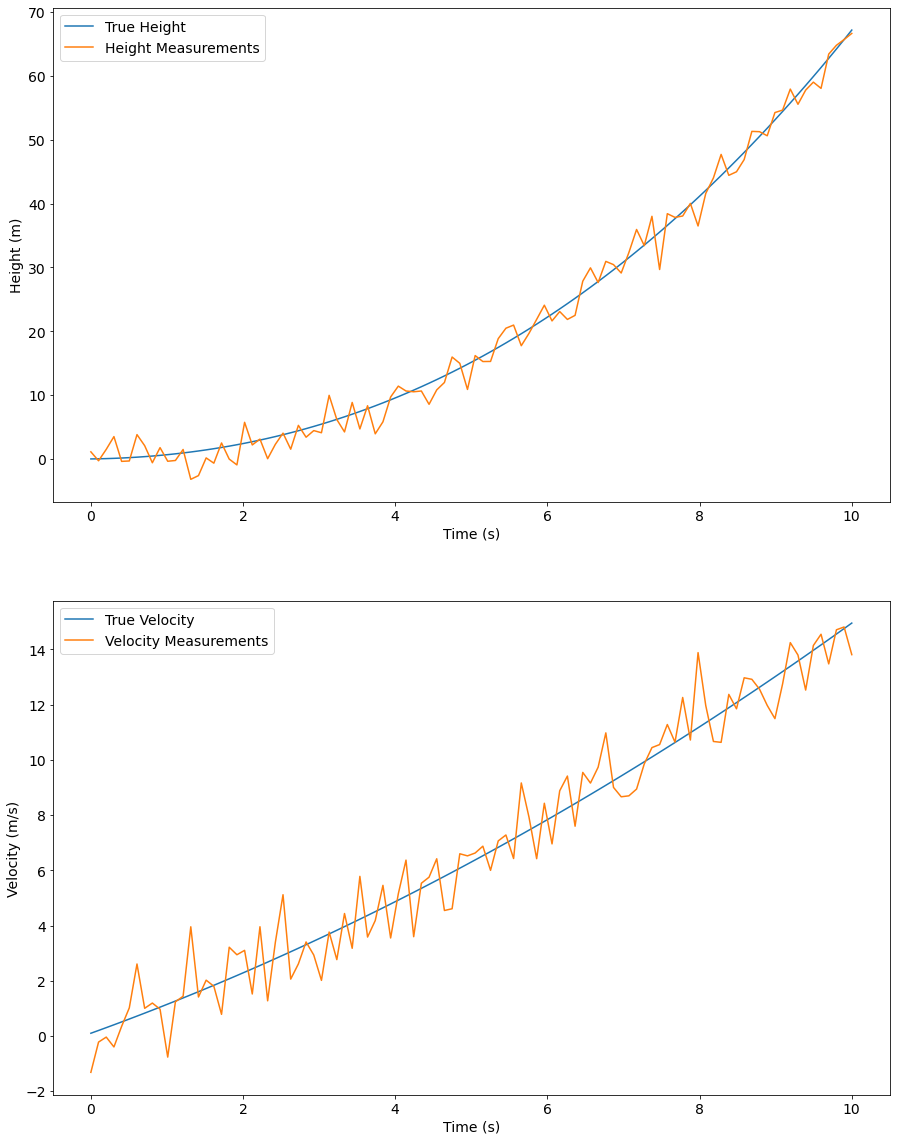 True Height
Height Measurements
70
60
50
40
30
20
10
0
Height (m)
0 2 4 6 8 10
Time (s)
True Velocity
Velocity Measurements
14
12
10
8
6
4
2
0
−2
Velocity (m/s)
0 2 4 6 8 10
Time (s)